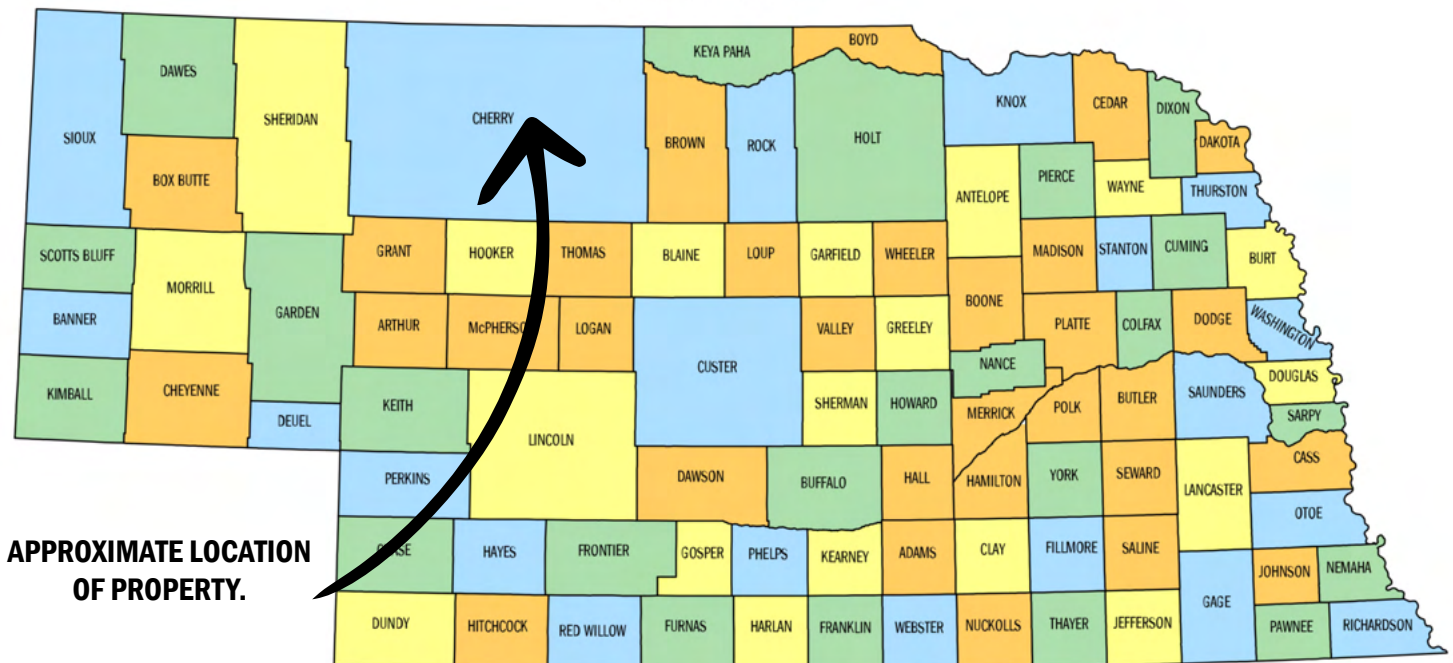 KEYA PAHA
BOYD
DAWES
SHERIDAN
CHERRY
SIOUX
BOX BUTTE
BROWN
ROCK
HOLT
KNOX
CEDAR
DIXON
DAKOTA
ANTELOPE
PIERCE
WAYNE
THURSTON
SCOTTS BLUFF
MORRILL
GARDEN
GRANT
HOOKER
THOMAS
BLAINE
LOUP
GARFIELD
WHEELER
MADISON
STANTON
CUMING
BURT
BANNER
ARTHUR
LOGAN
VALLEY
GREELEY
BOONE
PLATTE
COLFAX
DODGE
WASHINGTON
KIMBALL
CHEYENNE
DEUEL
KEITH
LINCOLN
CUSTER
SHERMAN
HOWARD
NANCE
MERRICK
POLK
BUTLER
SAUNDERS
DOUGLAS
SARPY
PERKINS
DAWSON
BUFFALO
HALL
HAMILTON
YORK
SEWARD
LANCASTER
CASS
OTOE
HAYES
FRONTIER
GOSPER
PHELPS
KEARNEY
ADAMS
CLAY
FILLMORE
SALINE
JOHNSON
NEMAHA
APPROXIMATE LOCATION
OF PROPERTY.
DUNDY
HITCHCOCK
RED WILLOW
FURNAS
HARLAN
FRANKLIN
WEBSTER
NUCKOLLS
THAYER
JEFFERSON
GAGE
PAWNEE
RICHARDSON